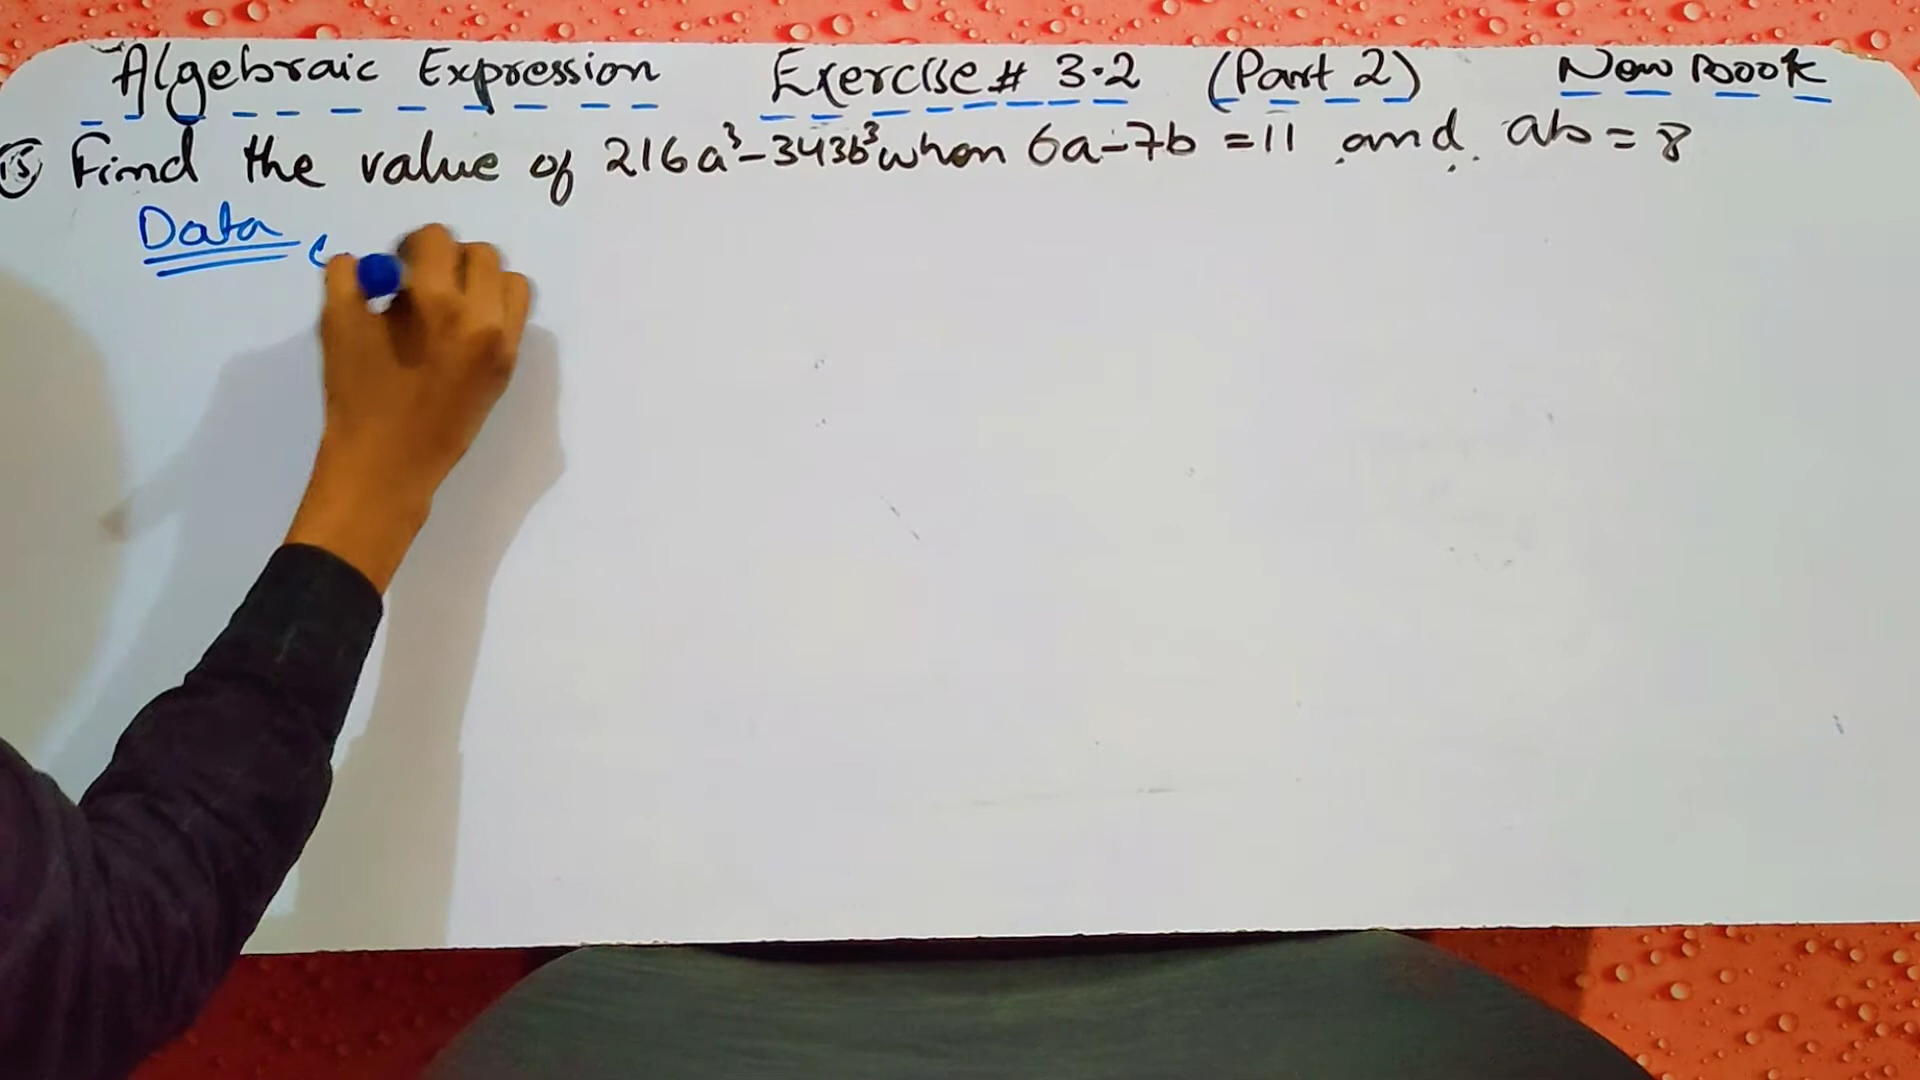 Algebraic Expression Exercise # 3.2 (Part 2) New Book
15 Find the value of 216a³-343b³ when 6a-7b = 11 and ab = 8
Data